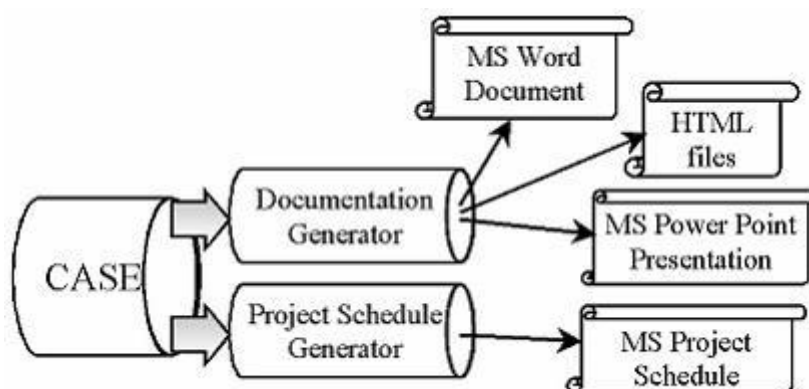 MS Word
Document
HTML
files
Documentation
Generator
MS Power Point
Presentation
CASE
Project Schedule
Generator
MS Project
Schedule